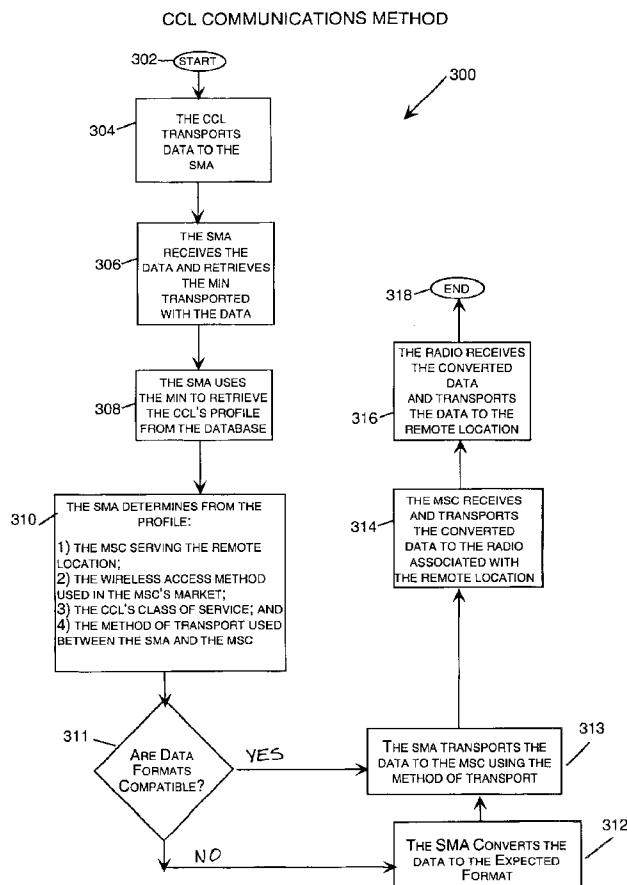 CCL COMMUNICATIONS METHOD
302
START
300
304
THE CCL
TRANSPORTS
DATA TO THE
SMA
306
THE SMA
RECEIVES THE
DATA AND RETRIEVES
THE MIN
TRANSPORTED
WITH THE DATA
308
THE SMA USES
THE MIN TO RETRIEVE
THE CCL'S PROFILE
FROM THE DATABASE
310
THE SMA DETERMINES FROM THE
PROFILE:
1) THE MSC SERVING THE REMOTE
LOCATION;
2) THE WIRELESS ACCESS METHOD
USED IN THE MSC'S MARKET;
3) THE CCL'S CLASS OF SERVICE; AND
4) THE METHOD OF TRANSPORT USED
BETWEEN THE SMA AND THE MSC
311
ARE DATA
FORMATS
COMPATIBLE?
YES
NO
THE SMA CONVERTS THE
DATA TO THE EXPECTED
FORMAT
312
THE SMA TRANSPORTS THE
DATA TO THE MSC USING THE
METHOD OF TRANSPORT
313
314
THE MSC RECEIVES
AND TRANSPORTS
THE CONVERTED
DATA TO THE RADIO
ASSOCIATED WITH
THE REMOTE LOCATION
316
THE RADIO RECEIVES
THE CONVERTED
DATA
AND TRANSPORTS
THE DATA TO THE
REMOTE LOCATION
318
END